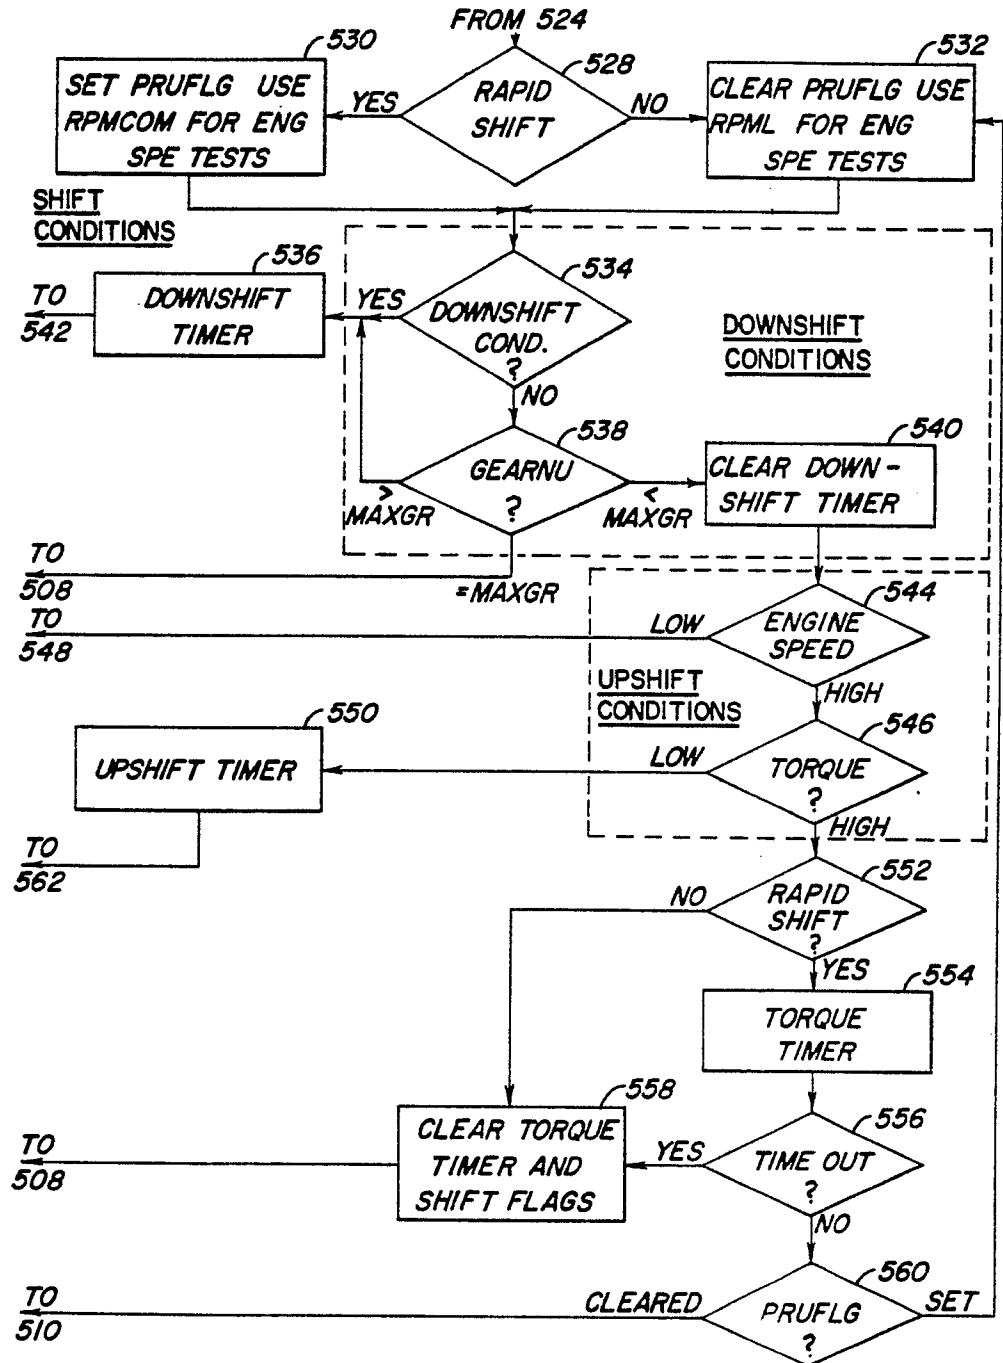 FROM 524
530
SET PRUFLG USE
RPMCOM FOR ENG
SPE TESTS
YES
528
RAPID
SHIFT
NO
532
CLEAR PRUFLG USE
RPML FOR ENG
SPE TESTS
SHIFT
CONDITIONS
536
DOWNSHIFT
TIMER
TO
542
YES
534
DOWNSHIFT
COND.
?
NO
DOWNSHIFT
CONDITIONS
538
GEARNU
?
>
MAXGR
<
MAXGR
540
CLEAR DOWN-
SHIFT TIMER
TO
508
=MAXGR
TO
548
LOW
544
ENGINE
SPEED
HIGH
UPSHIFT
CONDITIONS
550
UPSHIFT TIMER
LOW
546
TORQUE
?
HIGH
TO
562
NO
552
RAPID
SHIFT
?
YES
554
TORQUE
TIMER
558
CLEAR TORQUE
TIMER AND
SHIFT FLAGS
TO
508
YES
556
TIME OUT
?
NO
TO
510
CLEARED
560
PRUFLG
?
SET